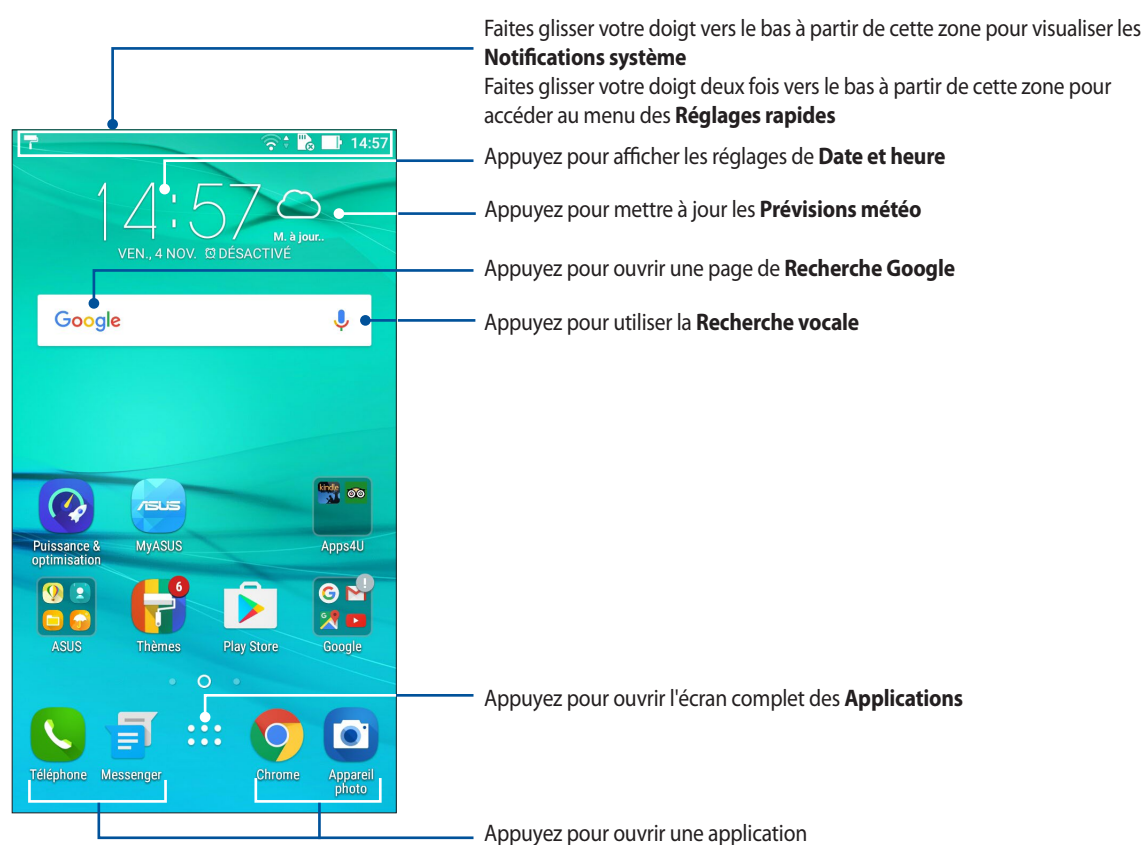 Faites glisser votre doigt vers le bas à partir de cette zone pour visualiser les
Notifications système
Faites glisser votre doigt deux fois vers le bas à partir de cette zone pour
accéder au menu des Réglages rapides
14:57
Appuyez pour afficher les réglages de Date et heure
14:57
M. à jour..
Appuyez pour mettre à jour les Prévisions météo
VEN., 4 NOV. DÉSACTIVÉ
Appuyez pour ouvrir une page de Recherche Google
Google
Appuyez pour utiliser la Recherche vocale
kindle
ASUS
Puissance &
optimisation
MyASUS
Apps4U
6
!
ASUS
Thèmes
Play Store
Google
Appuyez pour ouvrir l'écran complet des Applications
Téléphone
Messenger
Chrome
Appareil
photo
Appuyez pour ouvrir une application